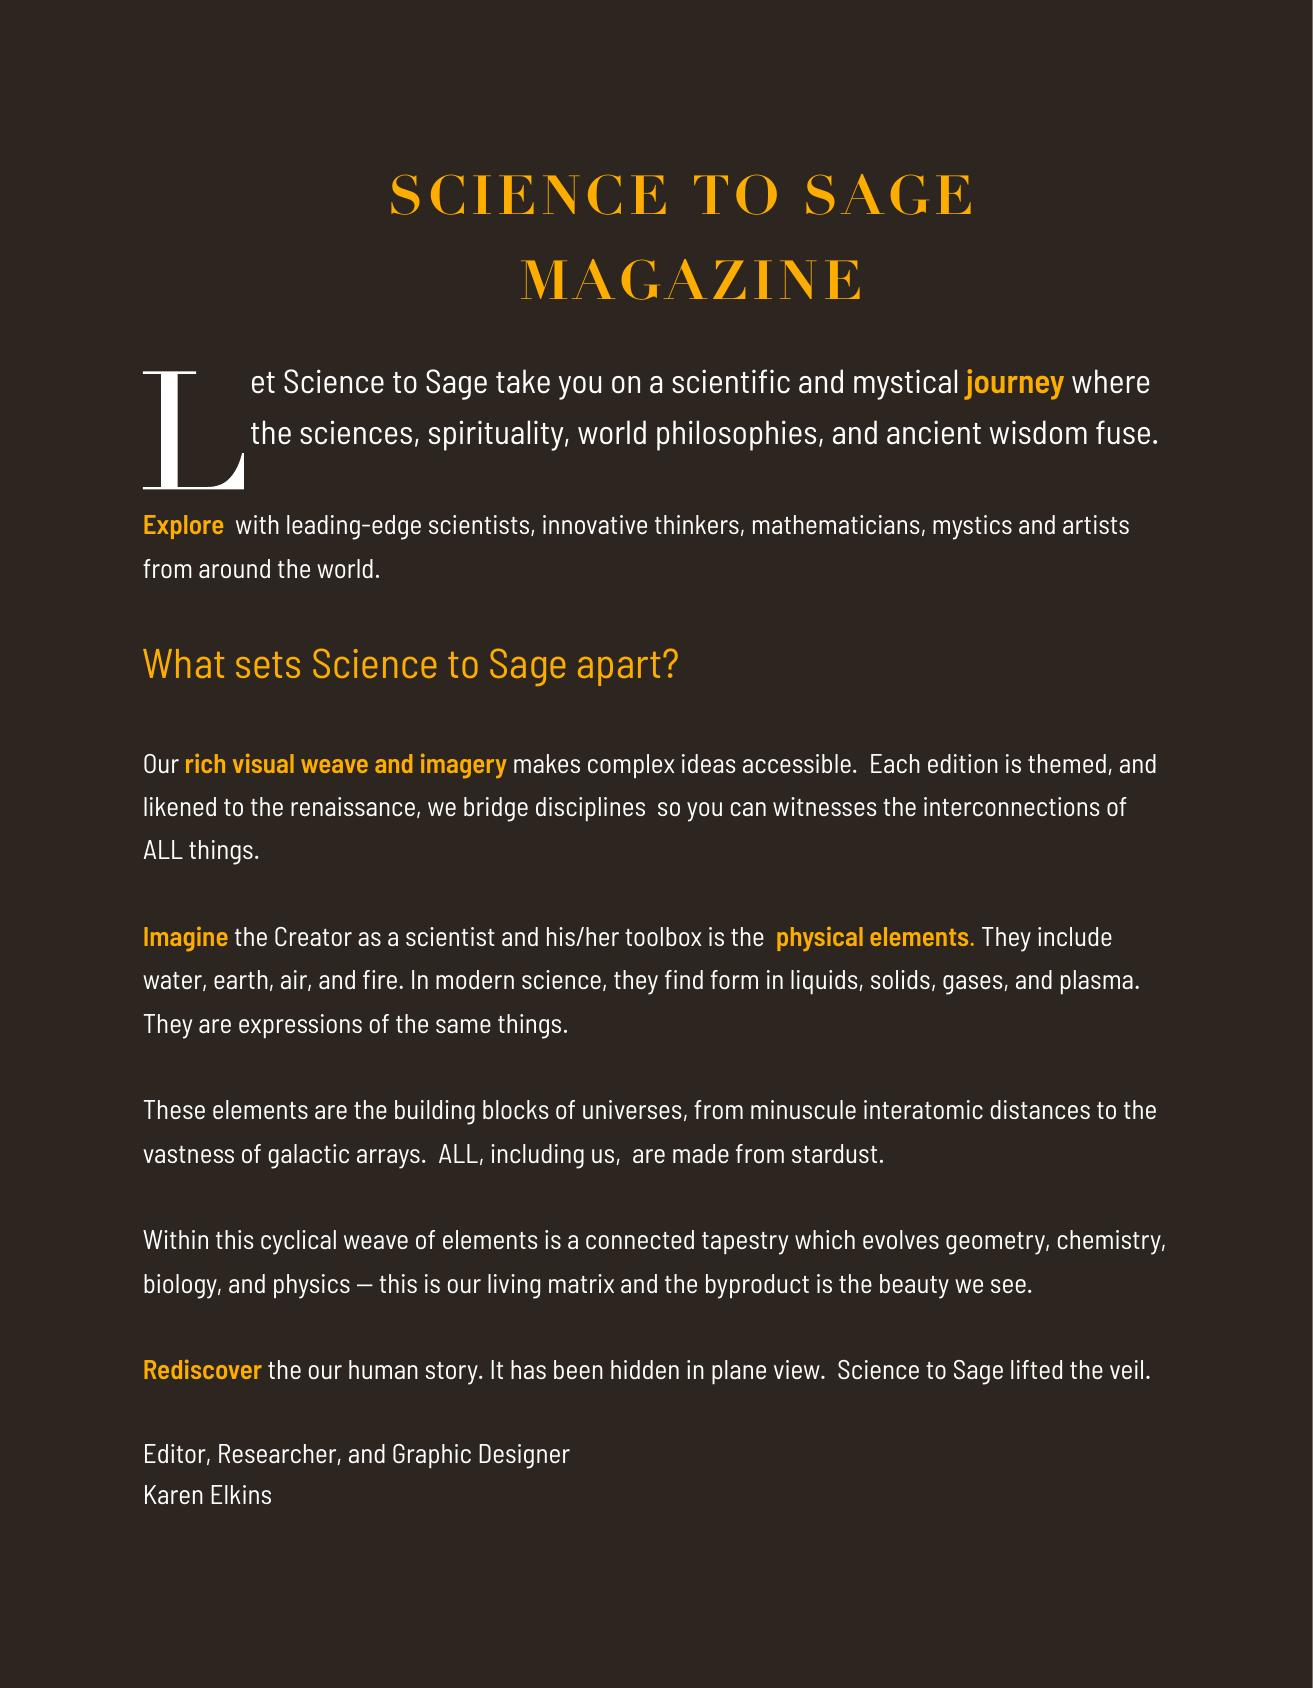 SCIENCE TO SAGE
MAGAZINE
Let Science to Sage take you on a scientific and mystical journey where
the sciences, spirituality, world philosophies, and ancient wisdom fuse.
Explore with leading-edge scientists, innovative thinkers, mathematicians, mystics and artists
from around the world.
What sets Science to Sage apart?
Our rich visual weave and imagery makes complex ideas accessible. Each edition is themed, and
likened to the renaissance, we bridge disciplines so you can witnesses the interconnections of
ALL things.
Imagine the Creator as a scientist and his/her toolbox is the physical elements. They include
water, earth, air, and fire. In modern science, they find form in liquids, solids, gases, and plasma.
They are expressions of the same things.
These elements are the building blocks of universes, from minuscule interatomic distances to the
vastness of galactic arrays. ALL, including us, are made from stardust.
Within this cyclical weave of elements is a connected tapestry which evolves geometry, chemistry,
biology, and physics — this is our living matrix and the byproduct is the beauty we see.
Rediscover the our human story. It has been hidden in plane view. Science to Sage lifted the veil.
Editor, Researcher, and Graphic Designer
Karen Elkins